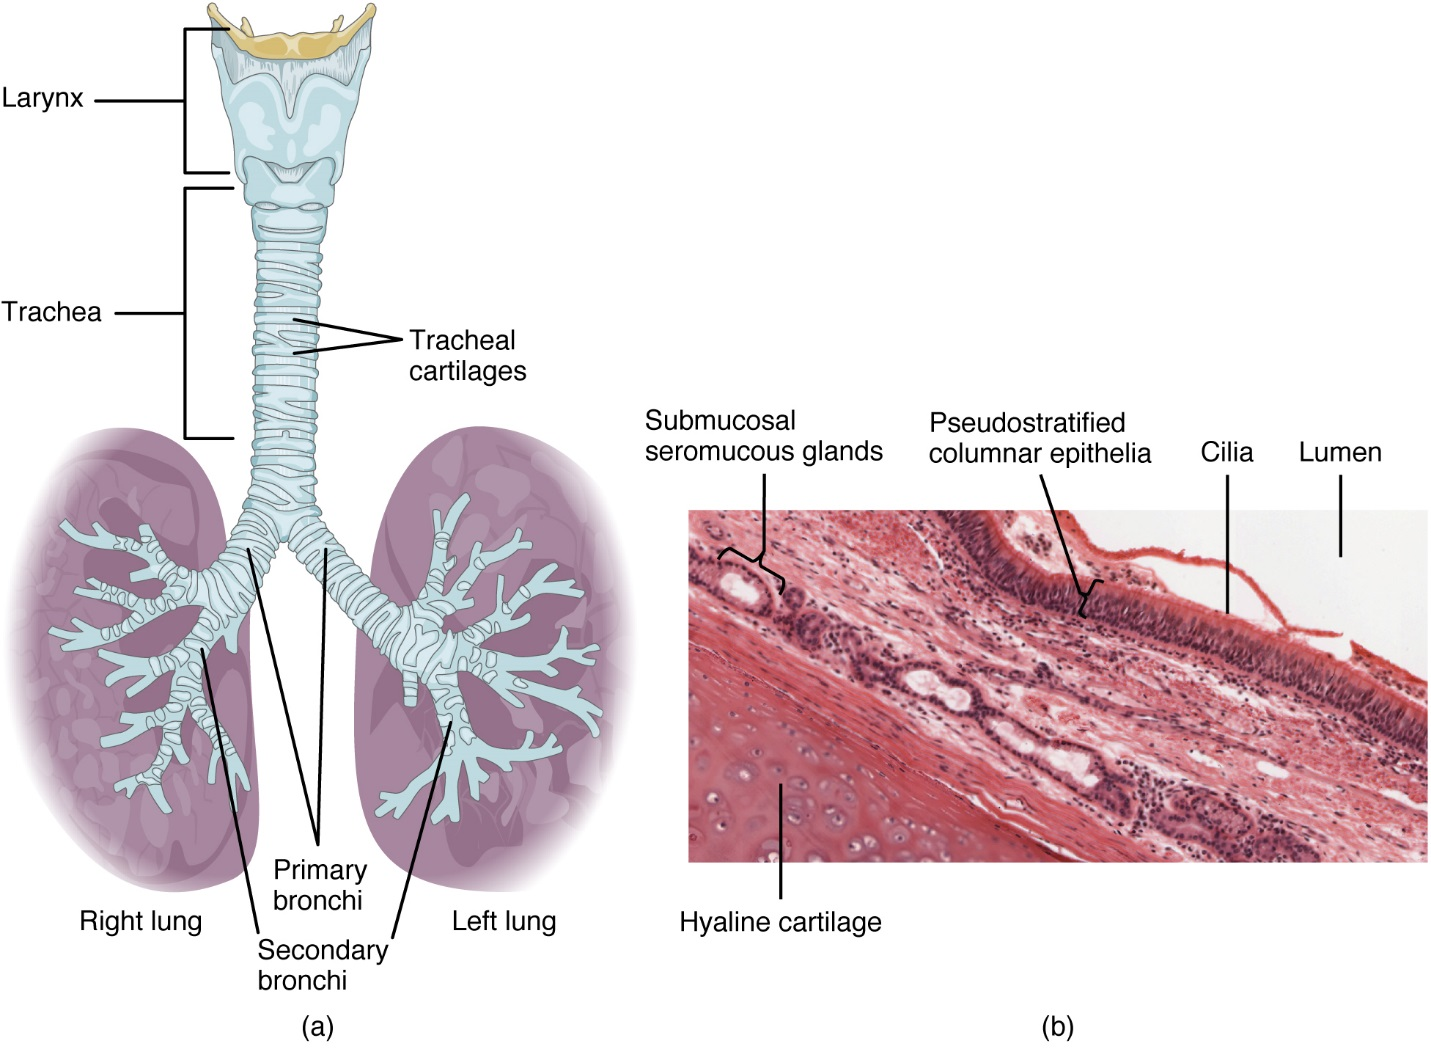 Larynx
Trachea
Tracheal
cartilages
Primary
bronchi
Right lung
Left lung
Secondary
bronchi
(a)
Submucosal
seromucous glands
Pseudostratified
columnar epithelia
Cilia
Lumen
Hyaline cartilage
(b)